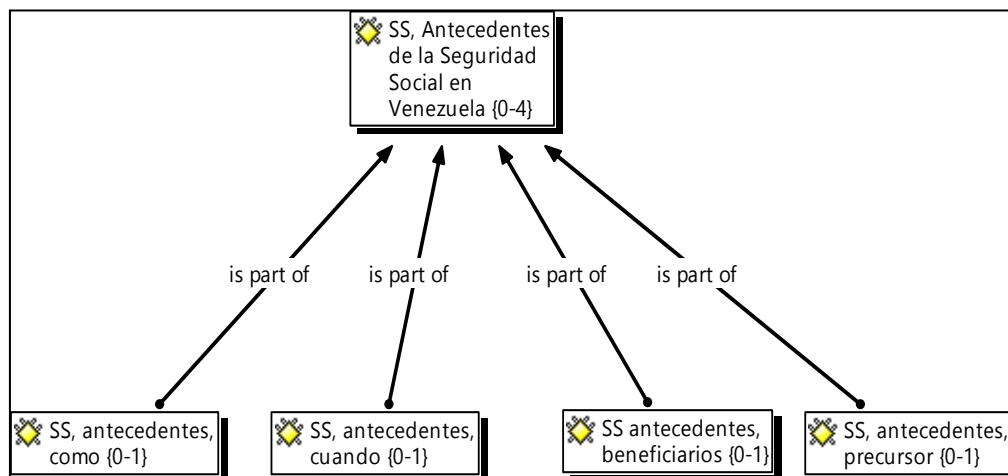 SS, Antecedentes
de la Seguridad
Social en
Venezuela {0-4}
is part of
is part of
is part of
is part of
SS, antecedentes,
como {0-1}
SS, antecedentes,
cuando {0-1}
SS antecedentes,
beneficiarios {0-1}
SS, antecedentes,
precursor {0-1}